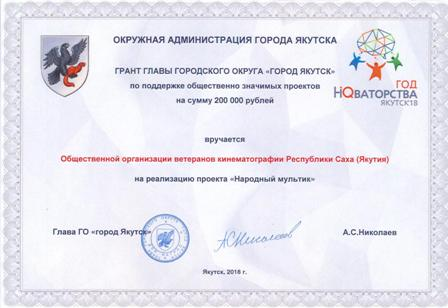 ОКРУЖНАЯ АДМИНИСТРАЦИЯ ГОРОДА ЯКУТСКА
ГРАНТ ГЛАВЫ ГОРОДСКОГО ОКРУГА «ГОРОД ЯКУТСК»
по поддержке общественно значимых проектов
на сумму 200 000 рублей
ГОД
НОВАТОРСТВА
ЯКУТСК'18
вручается
Общественной организации ветеранов кинематографии Республики Саха (Якутия)
на реализацию проекта «Народный мультик»
Глава ГО «город Якутск»
А.С.Николаев
Якутск, 2018 г.